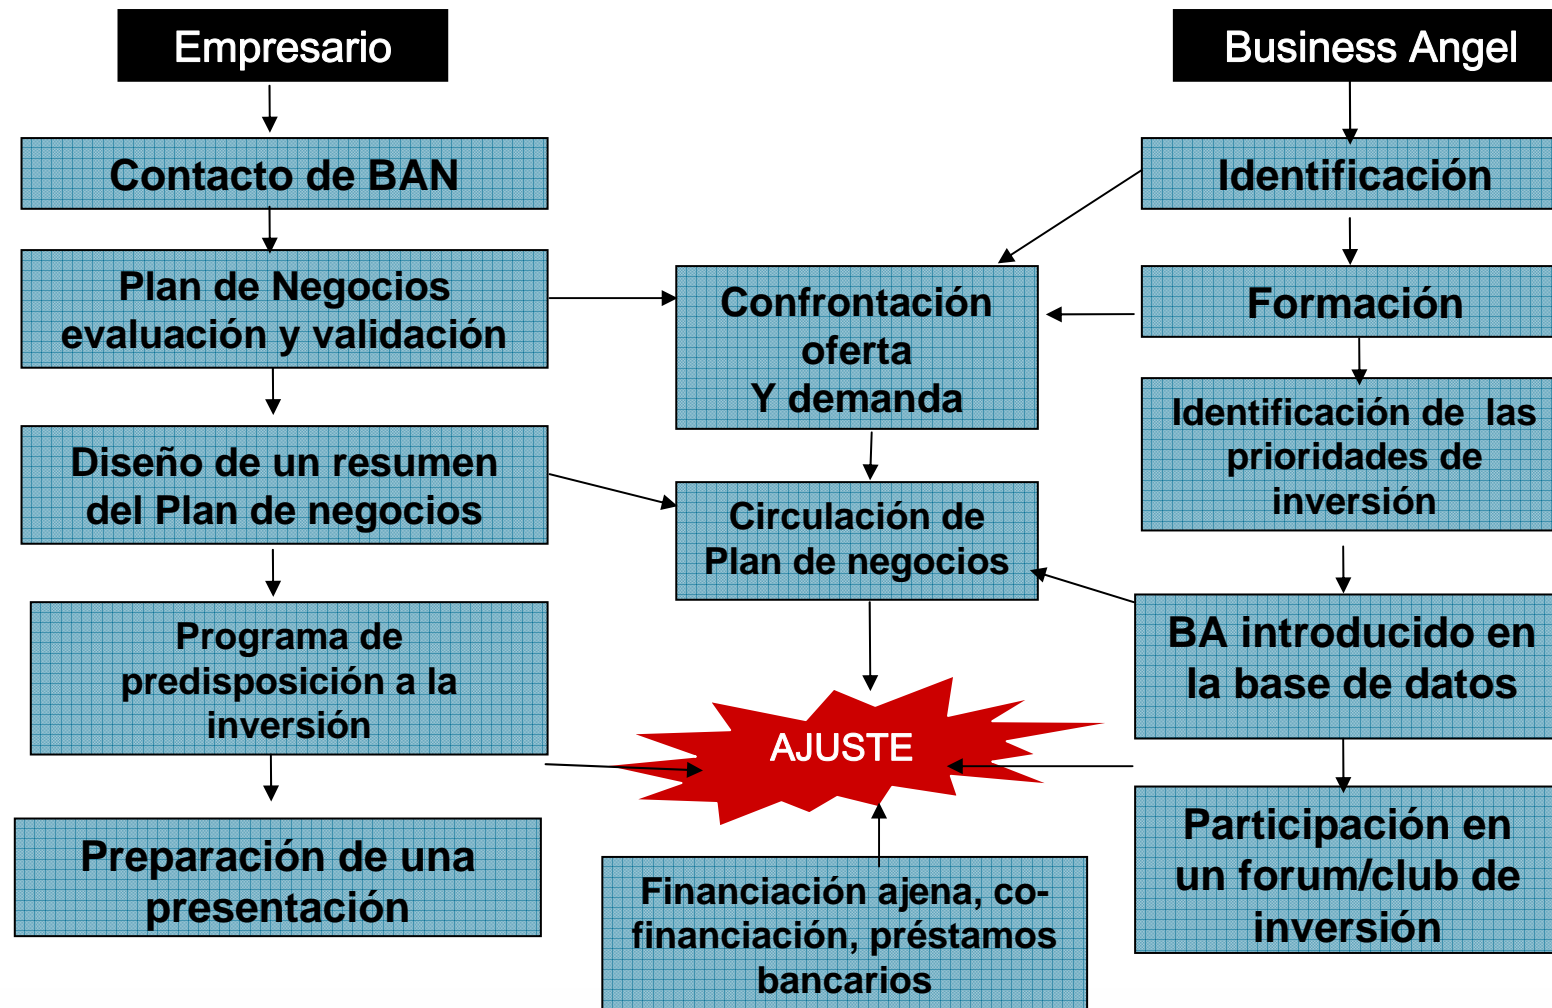 Empresario
Contacto de BAN
Plan de Negocios
evaluación y validación
Diseño de un resumen
del Plan de negocios
Programa de
predisposición a la
inversión
Preparación de una
presentación
Confrontación
oferta
Y demanda
Circulación de
Plan de negocios
AJUSTE
Financiación ajena, co-
financiación, préstamos
bancarios
Business Angel
Identificación
Formación
Identificación de las
prioridades de
inversión
BA introducido en
la base de datos
Participación en
un forum/club de
inversión